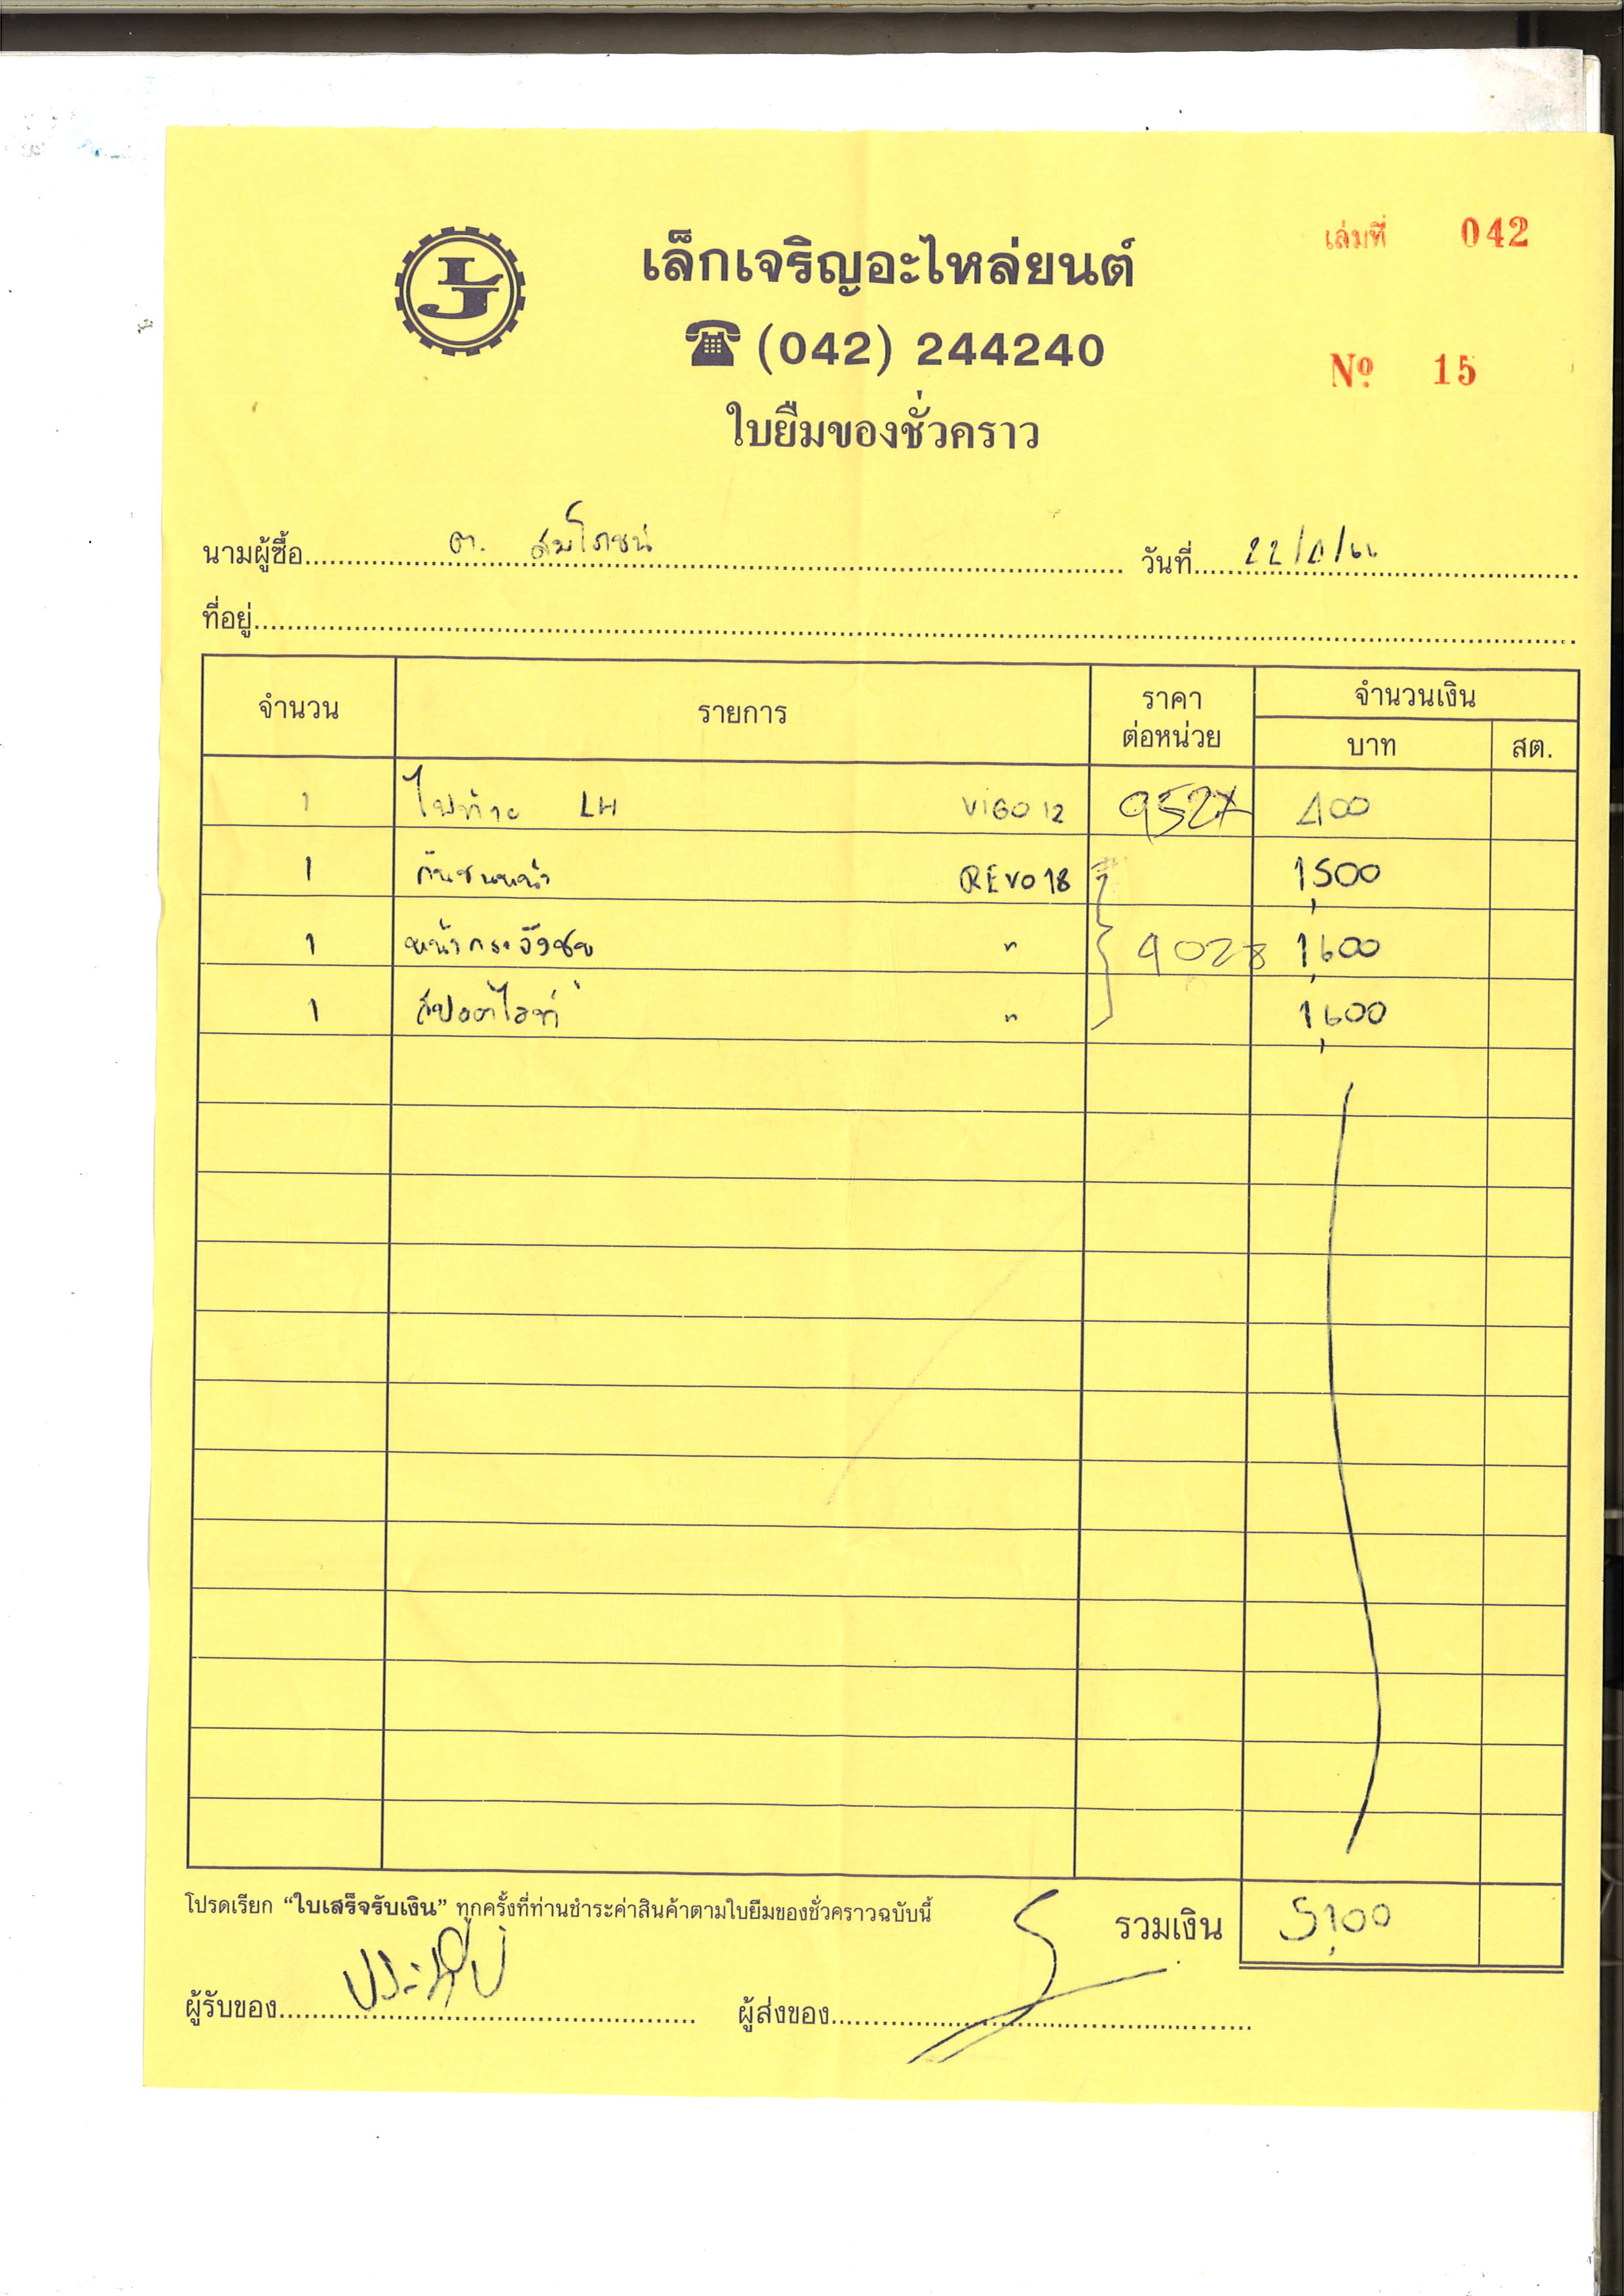 LJ
เล็กเจริญอะไหล่ยนต์
เล่มที่ 042
☎ (042) 244240
№ 15
ใบยืมของชั่วคราว
นามผู้ซื้อ อ. สมโภชน์ วันที่ 22/ /66
ที่อยู่
จำนวน รายการ ราคาต่อหน่วย จำนวนเงิน
บาท สต.
1 ไฟท้าย LH VIGO 12 9527 400
1 กันชนหน้า REVO 18 1,500
1 หน้ากระจัง " 9028 1,600
1 สปอตไลท์ " 1,600
โปรดเรียก “ใบเสร็จรับเงิน” ทุกครั้งที่ท่านชำระค่าสินค้าตามใบยืมของชั่วคราวฉบับนี้
รวมเงิน 5,100
ผู้รับของ ประทีป ผู้ส่งของ